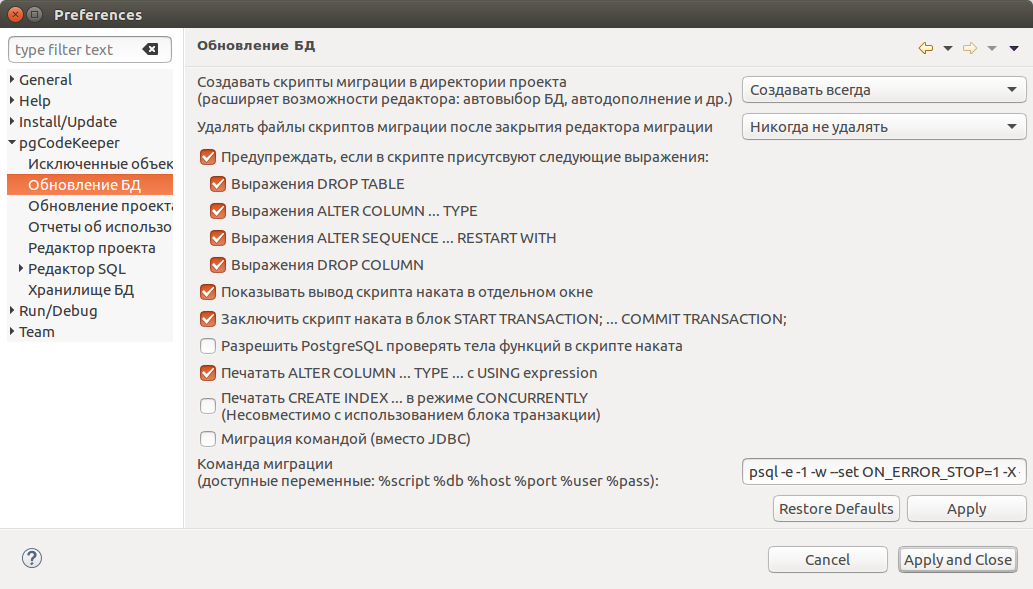 Preferences
type filter text
General
Help
Install/Update
pgCodeKeeper
Исключенные объек
Обновление БД
Обновление проекта
Отчеты об использо
Редактор проекта
Редактор SQL
Хранилище БД
Run/Debug
Team
Обновление БД
Создавать скрипты миграции в директории проекта
(расширяет возможности редактора: автовыбор БД, автодополнение и др.)
Создавать всегда
Удалять файлы скриптов миграции после закрытия редактора миграции
Никогда не удалять
Предупреждать, если в скрипте присутсвуют следующие выражения:
Выражения DROP TABLE
Выражения ALTER COLUMN ... TYPE
Выражения ALTER SEQUENCE ... RESTART WITH
Выражения DROP COLUMN
Показывать вывод скрипта наката в отдельном окне
Заключить скрипт наката в блок START TRANSACTION; ... COMMIT TRANSACTION;
Разрешить PostgreSQL проверять тела функций в скрипте наката
Печатать ALTER COLUMN ... TYPE ... с USING expression
Печатать CREATE INDEX ... в режиме CONCURRENTLY
(Несовместимо с использованием блока транзакции)
Миграция командой (вместо JDBC)
Команда миграции
(доступные переменные: %script %db %host %port %user %pass):
psql -e -1 -w --set ON_ERROR_STOP=1 -X -
Restore Defaults
Apply
Cancel
Apply and Close